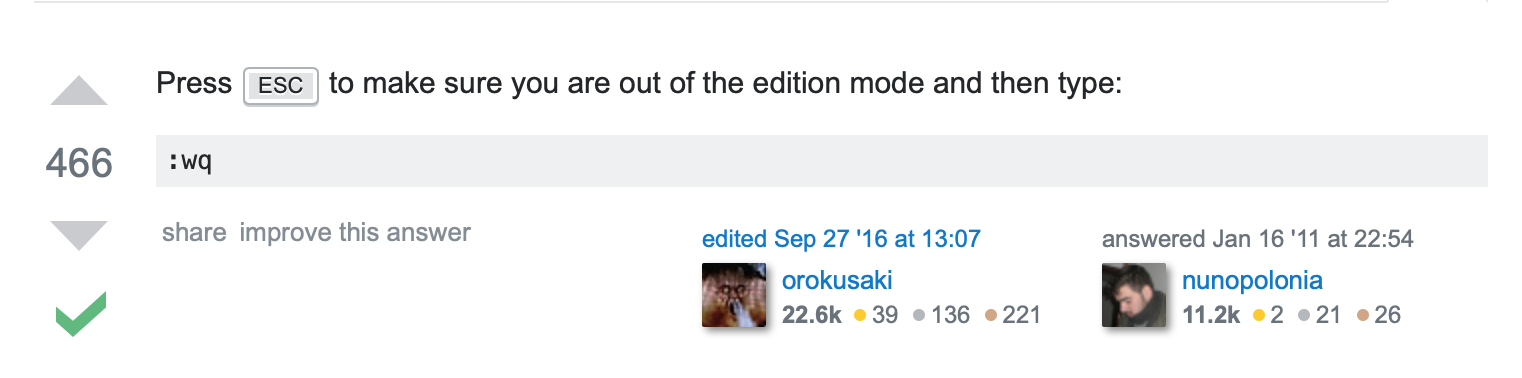 Press ESC to make sure you are out of the edition mode and then type:
466
:wq
share improve this answer
edited Sep 27 '16 at 13:07
orokusaki
22.6k 39 136 221
answered Jan 16 '11 at 22:54
nunopolonia
11.2k 2 21 26